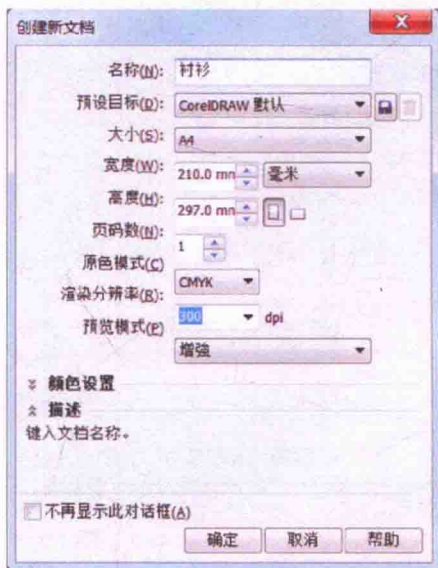 创建新文档
名称(N): 衬衫
预设目标(D): CorelDRAW 默认
大小(S): A4
宽度(W): 210.0 mn 毫米
高度(H): 297.0 mn
页码数(N): 1
原色模式(C) CMYK
渲染分辨率(R): 300 dpi
预览模式(P) 增强
颜色设置
描述
键入文档名称。
不再显示此对话框(A)
确定 取消 帮助